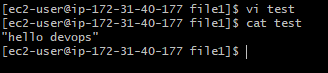 [ec2-user@ip-172-31-40-177 file1]$ vi test
[ec2-user@ip-172-31-40-177 file1]$ cat test
"hello devops"
[ec2-user@ip-172-31-40-177 file1]$